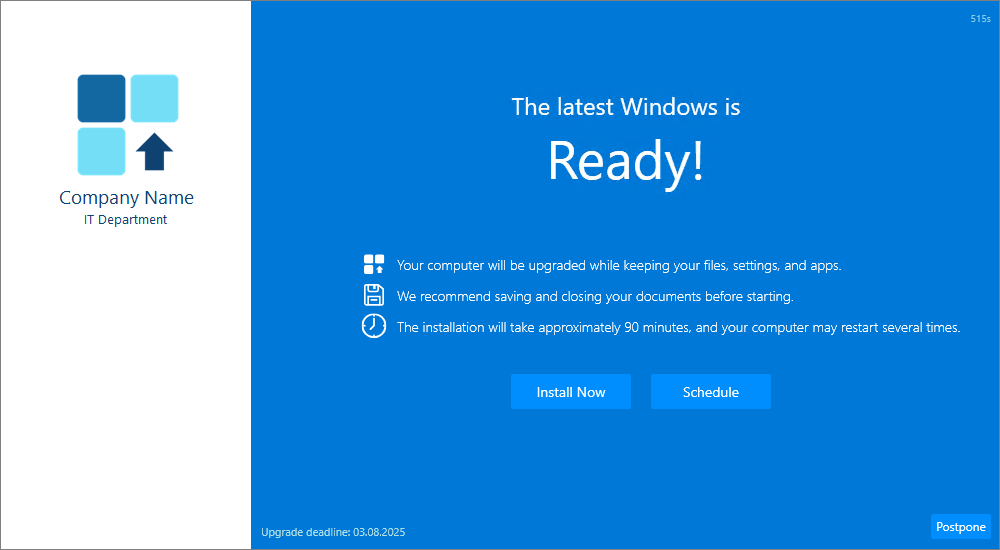 515s
Company Name
IT Department
The latest Windows is
Ready!
Your computer will be upgraded while keeping your files, settings, and apps.
We recommend saving and closing your documents before starting.
The installation will take approximately 90 minutes, and your computer may restart several times.
Install Now
Schedule
Upgrade deadline: 03.08.2025
Postpone